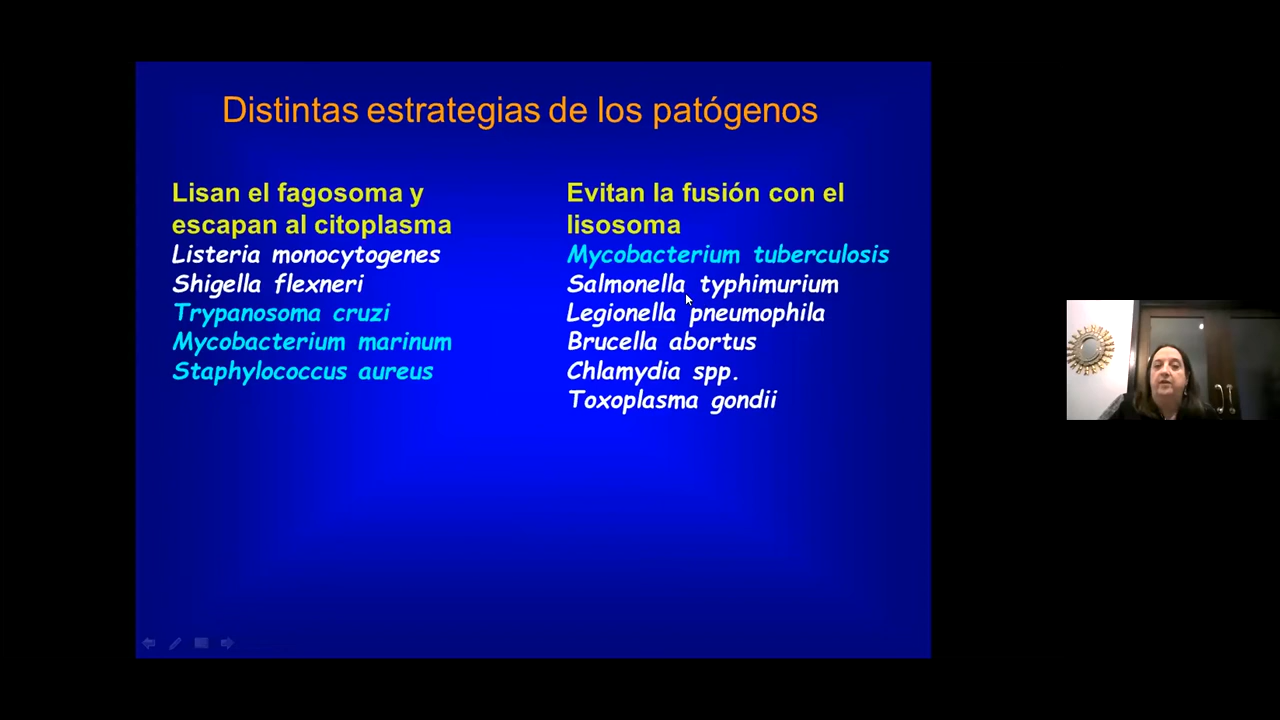 Distintas estrategias de los patógenos
Lisan el fagosoma y
escapan al citoplasma
Listeria monocytogenes
Shigella flexneri
Trypanosoma cruzi
Mycobacterium marinum
Staphylococcus aureus
Evitan la fusión con el
lisosoma
Mycobacterium tuberculosis
Salmonella typhimurium
Legionella pneumophila
Brucella abortus
Chlamydia spp.
Toxoplasma gondii